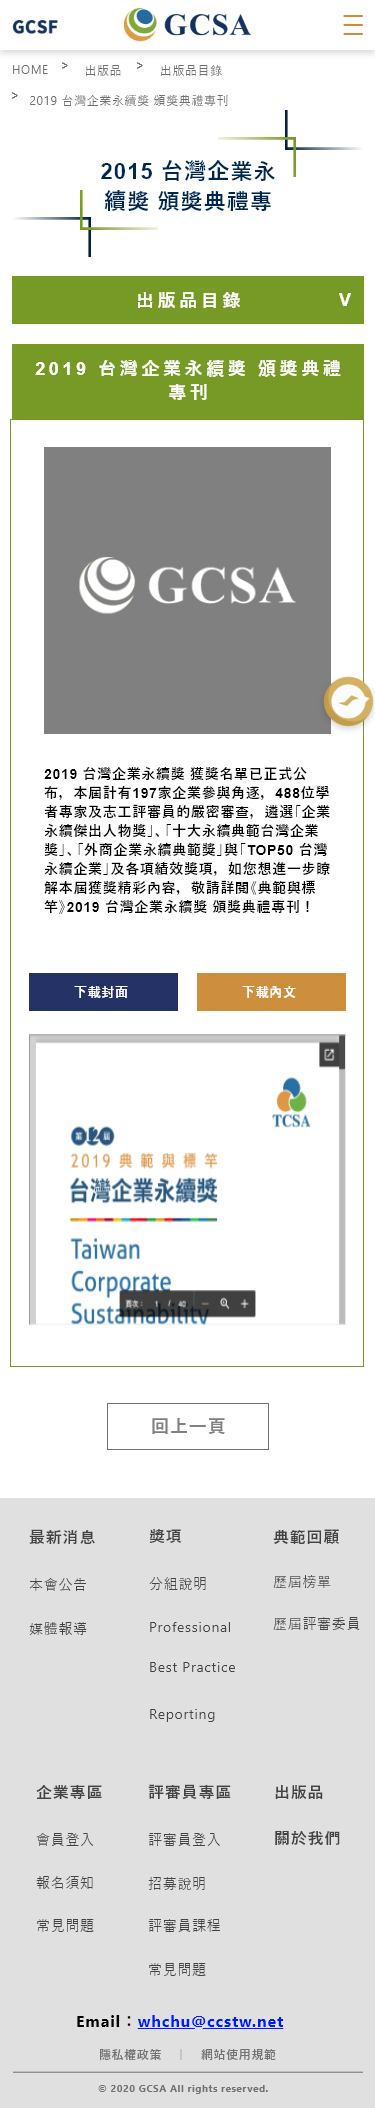 GCSF
GCSA
HOME > 出版品 > 出版品目錄
> 2019 台灣企業永續獎 頒獎典禮專刊
2015 台灣企業永
續獎 頒獎典禮專
出版品目錄 V
2019 台灣企業永續獎 頒獎典禮
專刊
GCSA
2019 台灣企業永續獎 獲獎名單已正式公
布，本屆計有197家企業參與角逐，488位學
者專家及志工評審員的嚴密審查，遴選「企業
永續傑出人物獎」、「十大永續典範台灣企業
獎」、「外商企業永續典範獎」與「TOP50 台灣
永續企業」及各項績效獎項，如您想進一步瞭
解本屆獲獎精彩內容，敬請詳閱《典範與標
竿》2019 台灣企業永續獎 頒獎典禮專刊！
下載封面 下載內文
TCSA
第12屆
2019 典範與標竿
台灣企業永續獎
Taiwan
Corporate
Sustainability
頁次： 1 / 40 − +
回上一頁
最新消息 獎項 典範回顧
本會公告 分組說明 歷屆榜單
媒體報導 Professional 歷屆評審委員
Best Practice
Reporting
企業專區 評審員專區 出版品
會員登入 評審員登入 關於我們
報名須知 招募說明
常見問題 評審員課程
常見問題
Email：whchu@ccstw.net
隱私權政策 | 網站使用規範
© 2020 GCSA All rights reserved.